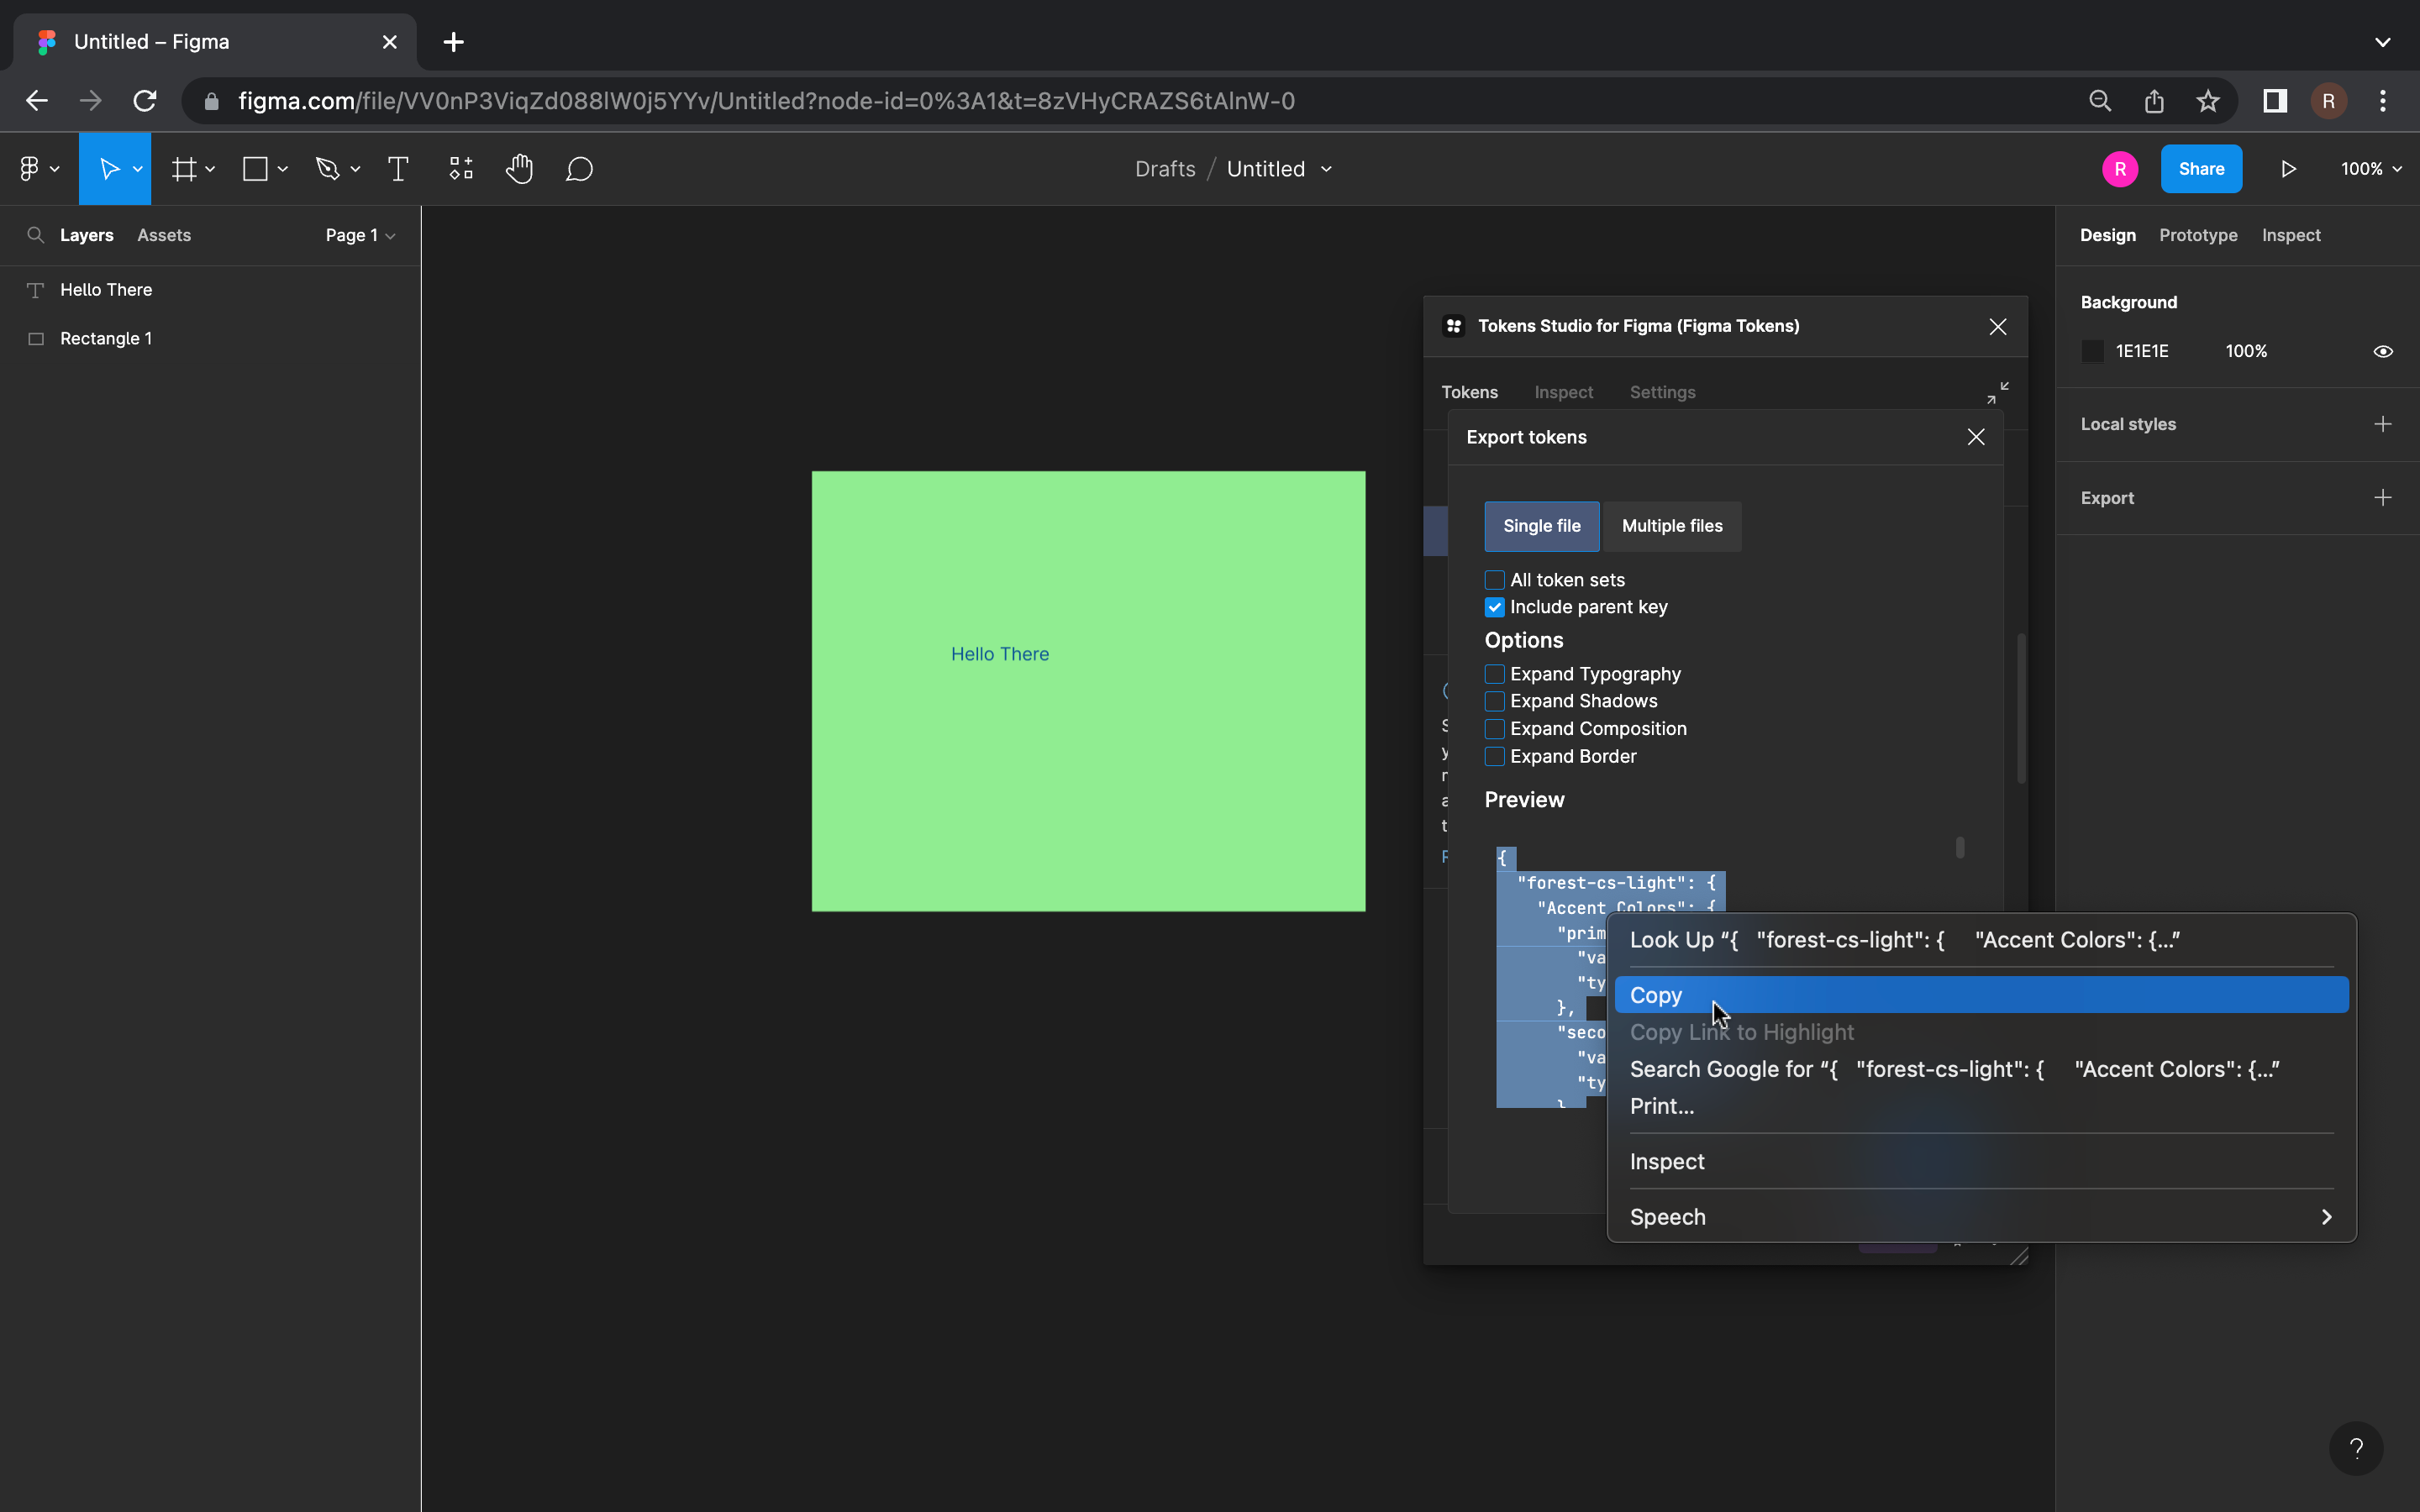 Untitled – Figma
figma.com/file/VV0nP3ViqZd088lW0j5YYv/Untitled?node-id=0%3A1&t=8zVHyCRAZS6tAlnW-0
R
Drafts / Untitled
R
Share
100%
Layers
Assets
Page 1
Hello There
Rectangle 1
Hello There
Design
Prototype
Inspect
Background
1E1E1E
100%
Local styles
Export
Tokens Studio for Figma (Figma Tokens)
Tokens
Inspect
Settings
Export tokens
Single file
Multiple files
All token sets
Include parent key
Options
Expand Typography
Expand Shadows
Expand Composition
Expand Border
Preview
{
"forest-cs-light": {
"Accent Colors": {
"prim
"va
"ty
},
"seco
"va
"ty
}
Look Up “{ "forest-cs-light": { "Accent Colors": {...”
Copy
Copy Link to Highlight
Search Google for “{ "forest-cs-light": { "Accent Colors": {...”
Print...
Inspect
Speech
?